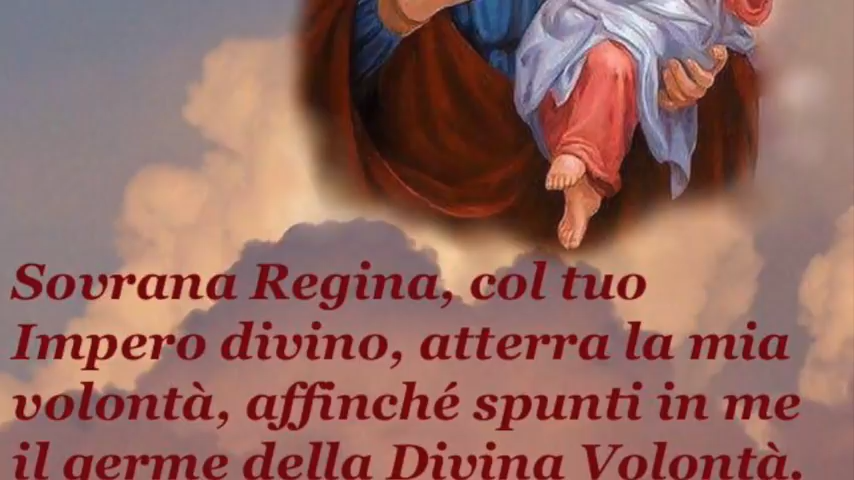 Sovrana Regina, col tuo
Impero divino, atterra la mia
volontà, affinché spunti in me
il germe della Divina Volontà.